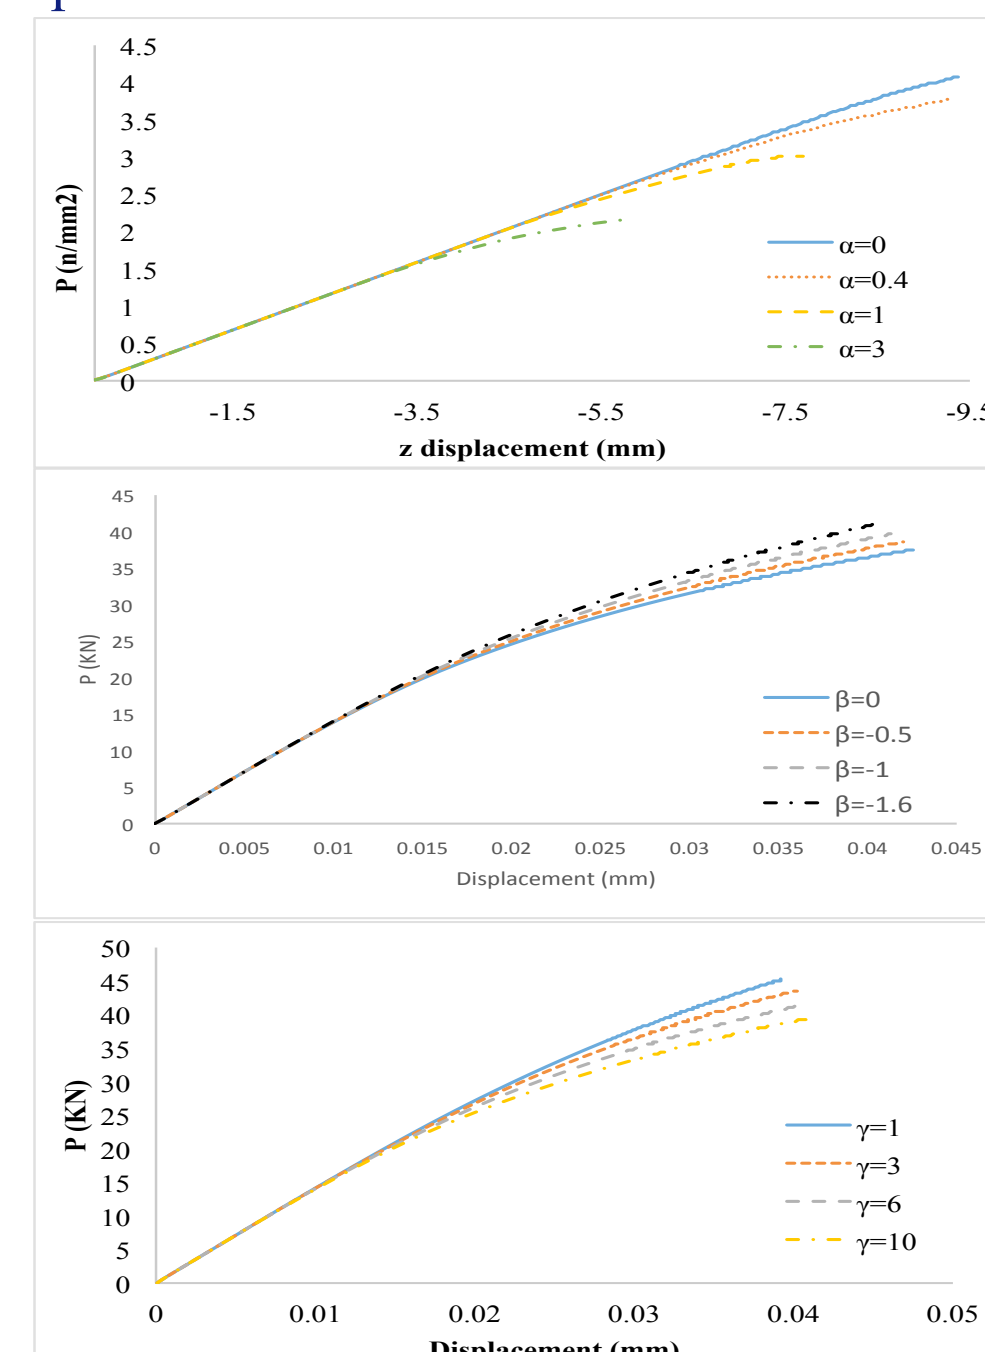 4.5
4
3.5
3
2.5
2
1.5
1
0.5
0
P (n/mm2)
α=0
α=0.4
α=1
α=3
-1.5 -3.5 -5.5 -7.5 -9.5
z displacement (mm)
45
40
35
30
25
20
15
10
5
0
P (KN)
β=0
β=-0.5
β=-1
β=-1.6
0 0.005 0.01 0.015 0.02 0.025 0.03 0.035 0.04 0.045
Displacement (mm)
50
45
40
35
30
25
20
15
10
5
0
P (KN)
γ=1
γ=3
γ=6
γ=10
0 0.01 0.02 0.03 0.04 0.05
Displacement (mm)